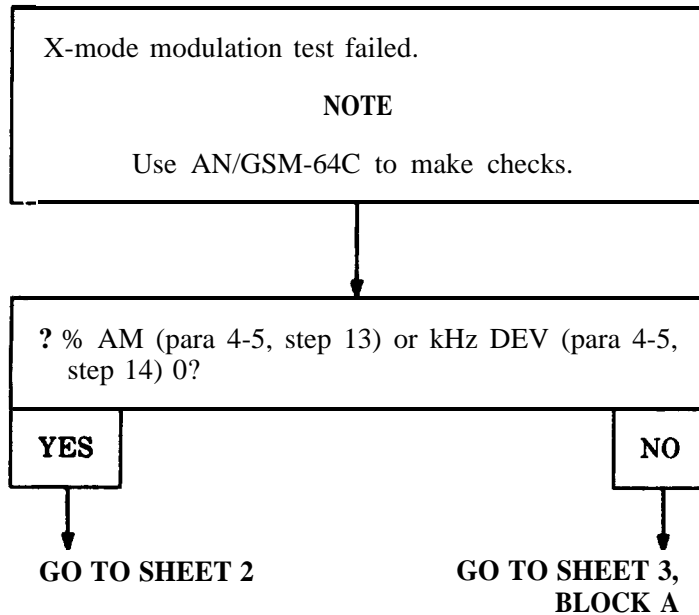 X-mode modulation test failed.
NOTE
Use AN/GSM-64C to make checks.
? % AM (para 4-5, step 13) or kHz DEV (para 4-5,
step 14) 0?
YES
NO
GO TO SHEET 2
GO TO SHEET 3,
BLOCK A